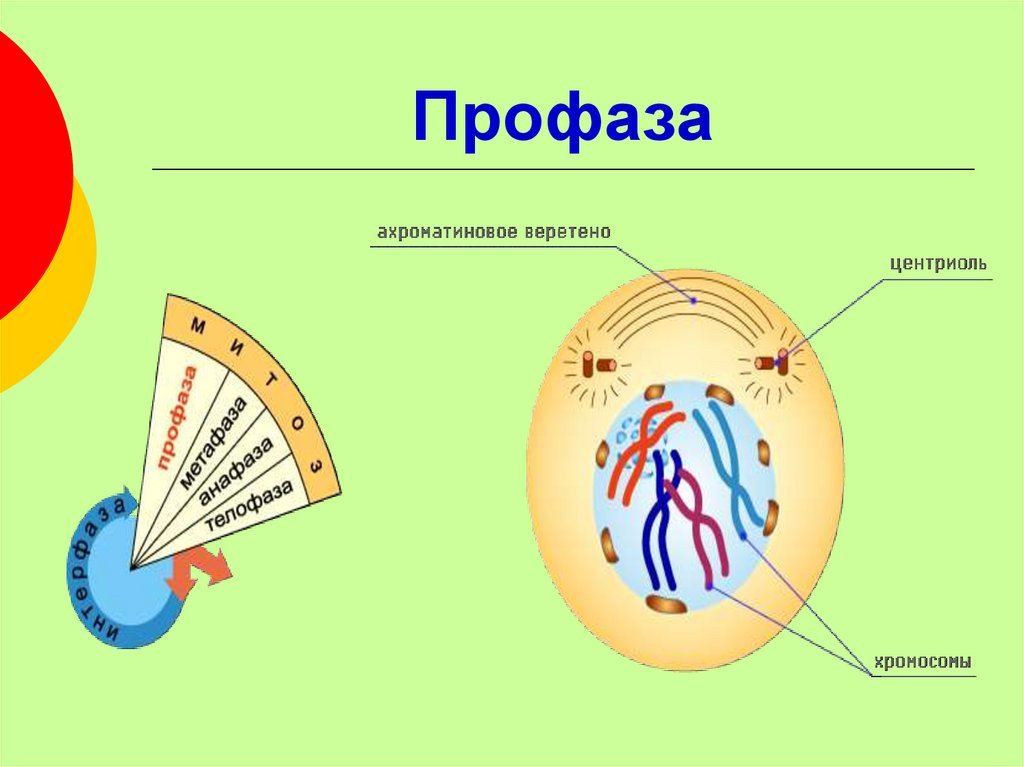 Профаза
ахроматиновое веретено
центриоль
митоз
профаза
метафаза
анафаза
телофаза
интерфаза
хромосомы